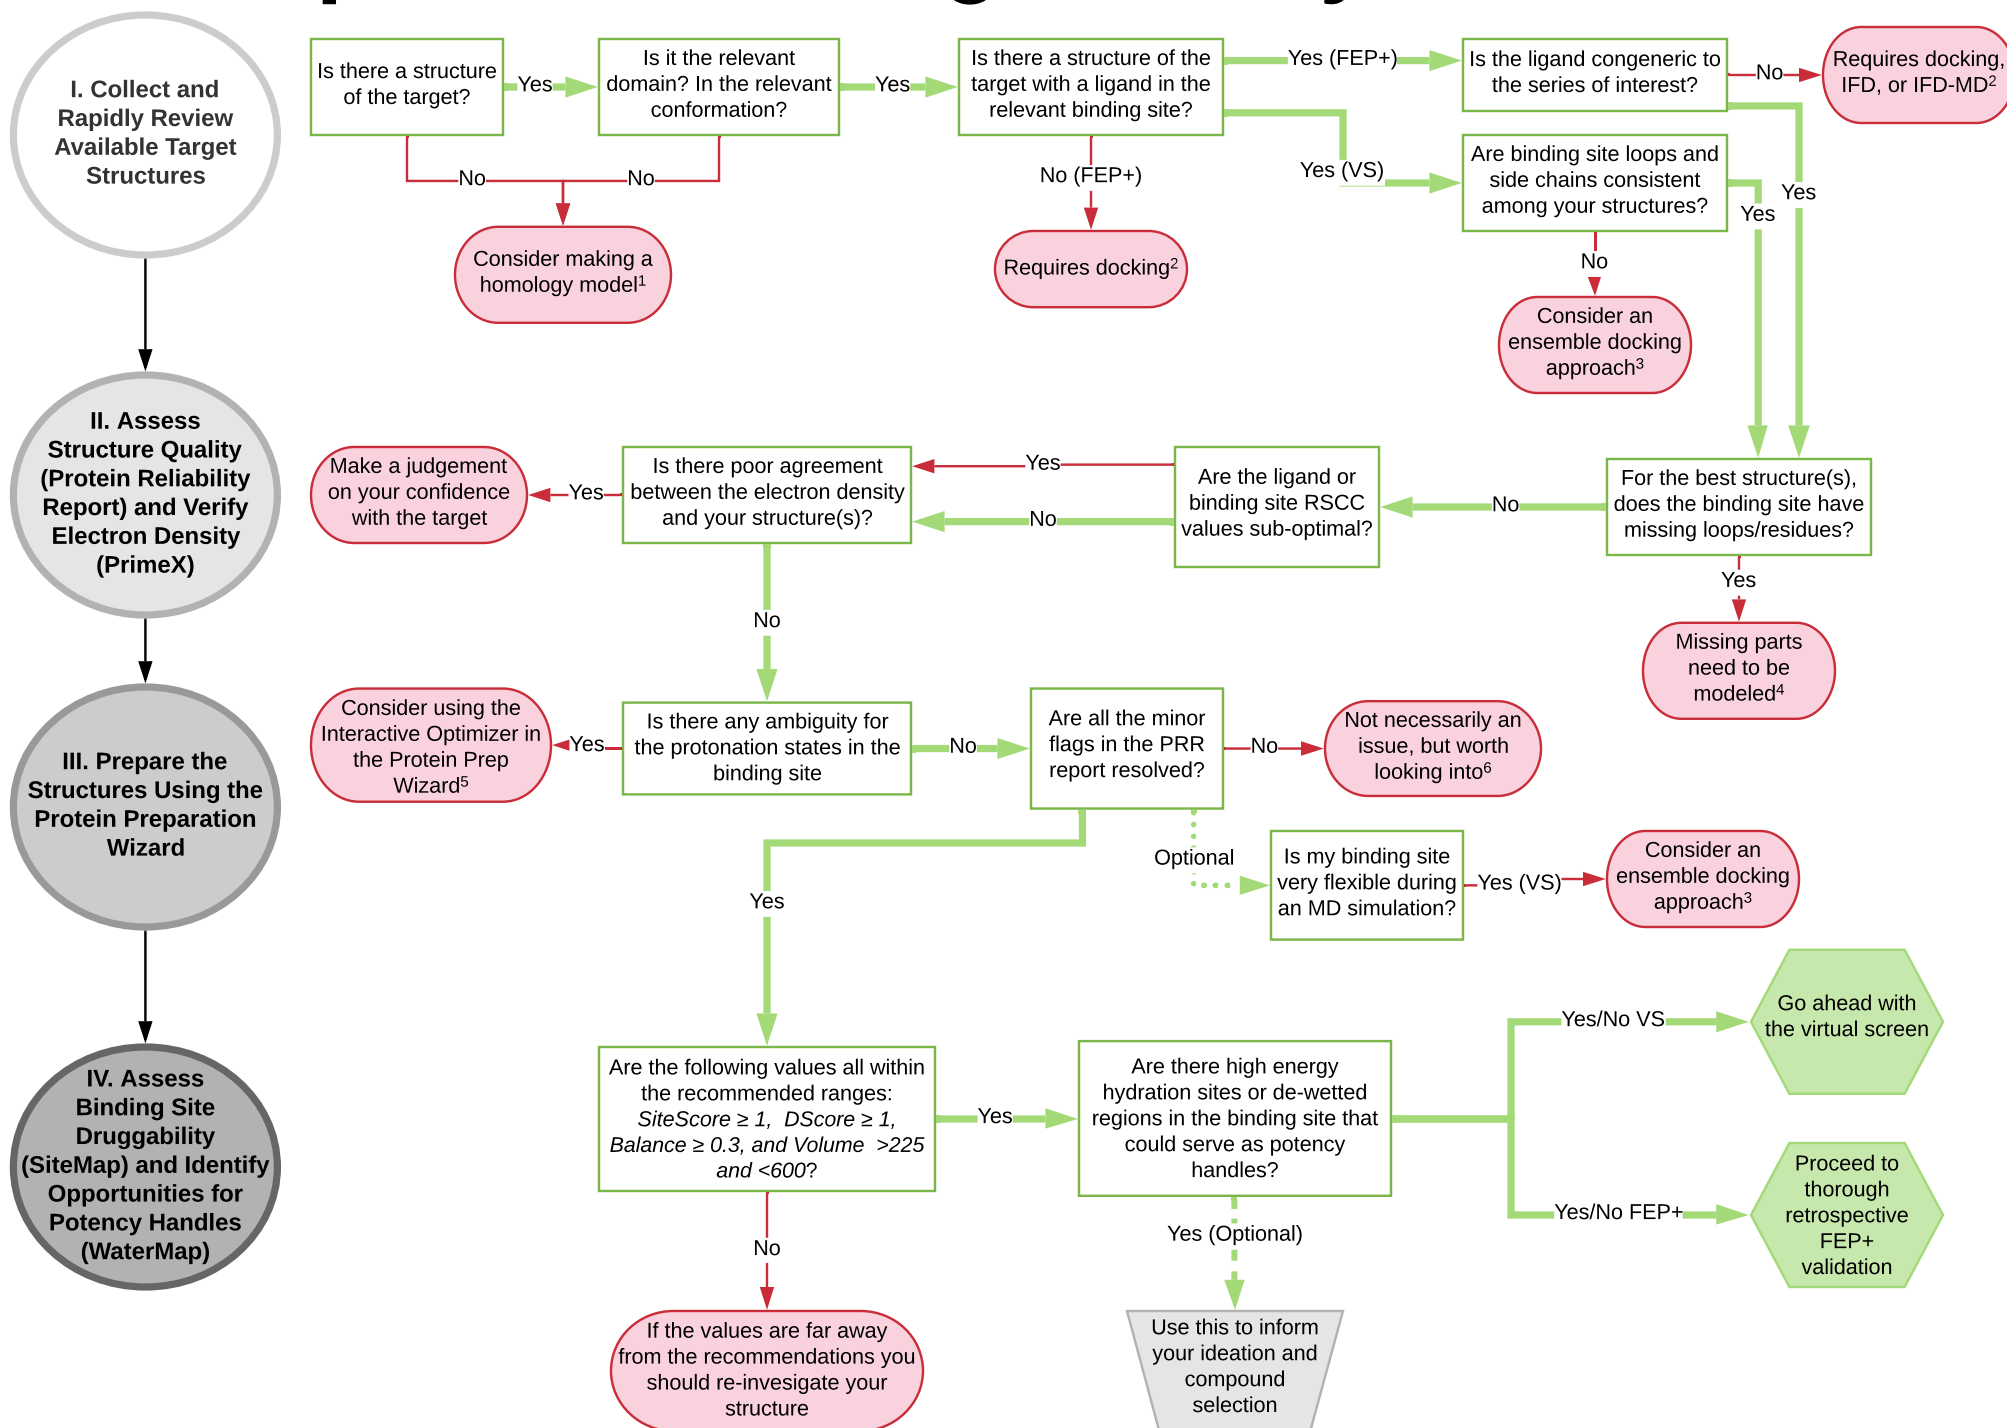 I. Collect and
Rapidly Review
Available Target
Structures
Is there a structure
of the target?
Yes
Is it the relevant
domain? In the relevant
conformation?
Yes
Is there a structure of the
target with a ligand in the
relevant binding site?
Yes (FEP+)
Is the ligand congeneric to
the series of interest?
No
Requires docking,
IFD, or IFD-MD²
No
No
Consider making a
homology model¹
No (FEP+)
Requires docking²
Yes (VS)
Are binding site loops and
side chains consistent
among your structures?
Yes
Yes
No
Consider an
ensemble docking
approach³
II. Assess
Structure Quality
(Protein Reliability
Report) and Verify
Electron Density
(PrimeX)
Make a judgement
on your confidence
with the target
Yes
Is there poor agreement
between the electron density
and your structure(s)?
Yes
No
Are the ligand or
binding site RSCC
values sub-optimal?
No
For the best structure(s),
does the binding site have
missing loops/residues?
Yes
Missing parts
need to be
modeled⁴
No
III. Prepare the
Structures Using the
Protein Preparation
Wizard
Consider using the
Interactive Optimizer in
the Protein Prep
Wizard⁵
Yes
Is there any ambiguity for
the protonation states in the
binding site
No
Are all the minor
flags in the PRR
report resolved?
No
Not necessarily an
issue, but worth
looking into⁶
Optional
Is my binding site
very flexible during
an MD simulation?
Yes (VS)
Consider an
ensemble docking
approach³
Yes
IV. Assess
Binding Site
Druggability
(SiteMap) and Identify
Opportunities for
Potency Handles
(WaterMap)
Are the following values all within
the recommended ranges:
SiteScore ≥ 1,  DScore ≥ 1,
Balance ≥ 0.3, and Volume  >225
and <600?
Yes
Are there high energy
hydration sites or de-wetted
regions in the binding site that
could serve as potency
handles?
Yes/No VS
Go ahead with
the virtual screen
Yes/No FEP+
Proceed to
thorough
retrospective
FEP+
validation
No
If the values are far away
from the recommendations you
should re-invesigate your
structure
Yes (Optional)
Use this to inform
your ideation and
compound
selection